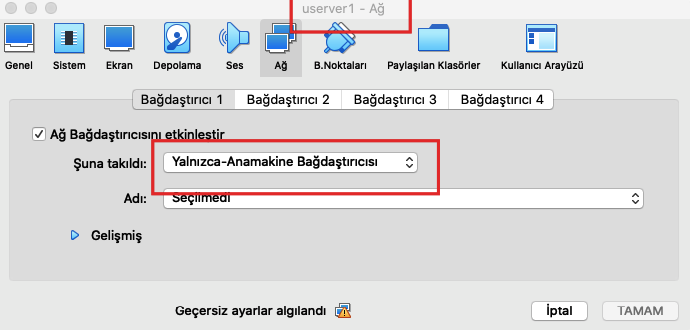 userver1 - Ağ
Genel Sistem Ekran Depolama Ses Ağ B.Noktaları Paylaşılan Klasörler Kullanıcı Arayüzü
Bağdaştırıcı 1 Bağdaştırıcı 2 Bağdaştırıcı 3 Bağdaştırıcı 4
Ağ Bağdaştırıcısını etkinleştir
Şuna takıldı: Yalnızca-Anamakine Bağdaştırıcısı
Adı: Seçilmedi
Gelişmiş
Geçersiz ayarlar algılandı İptal TAMAM